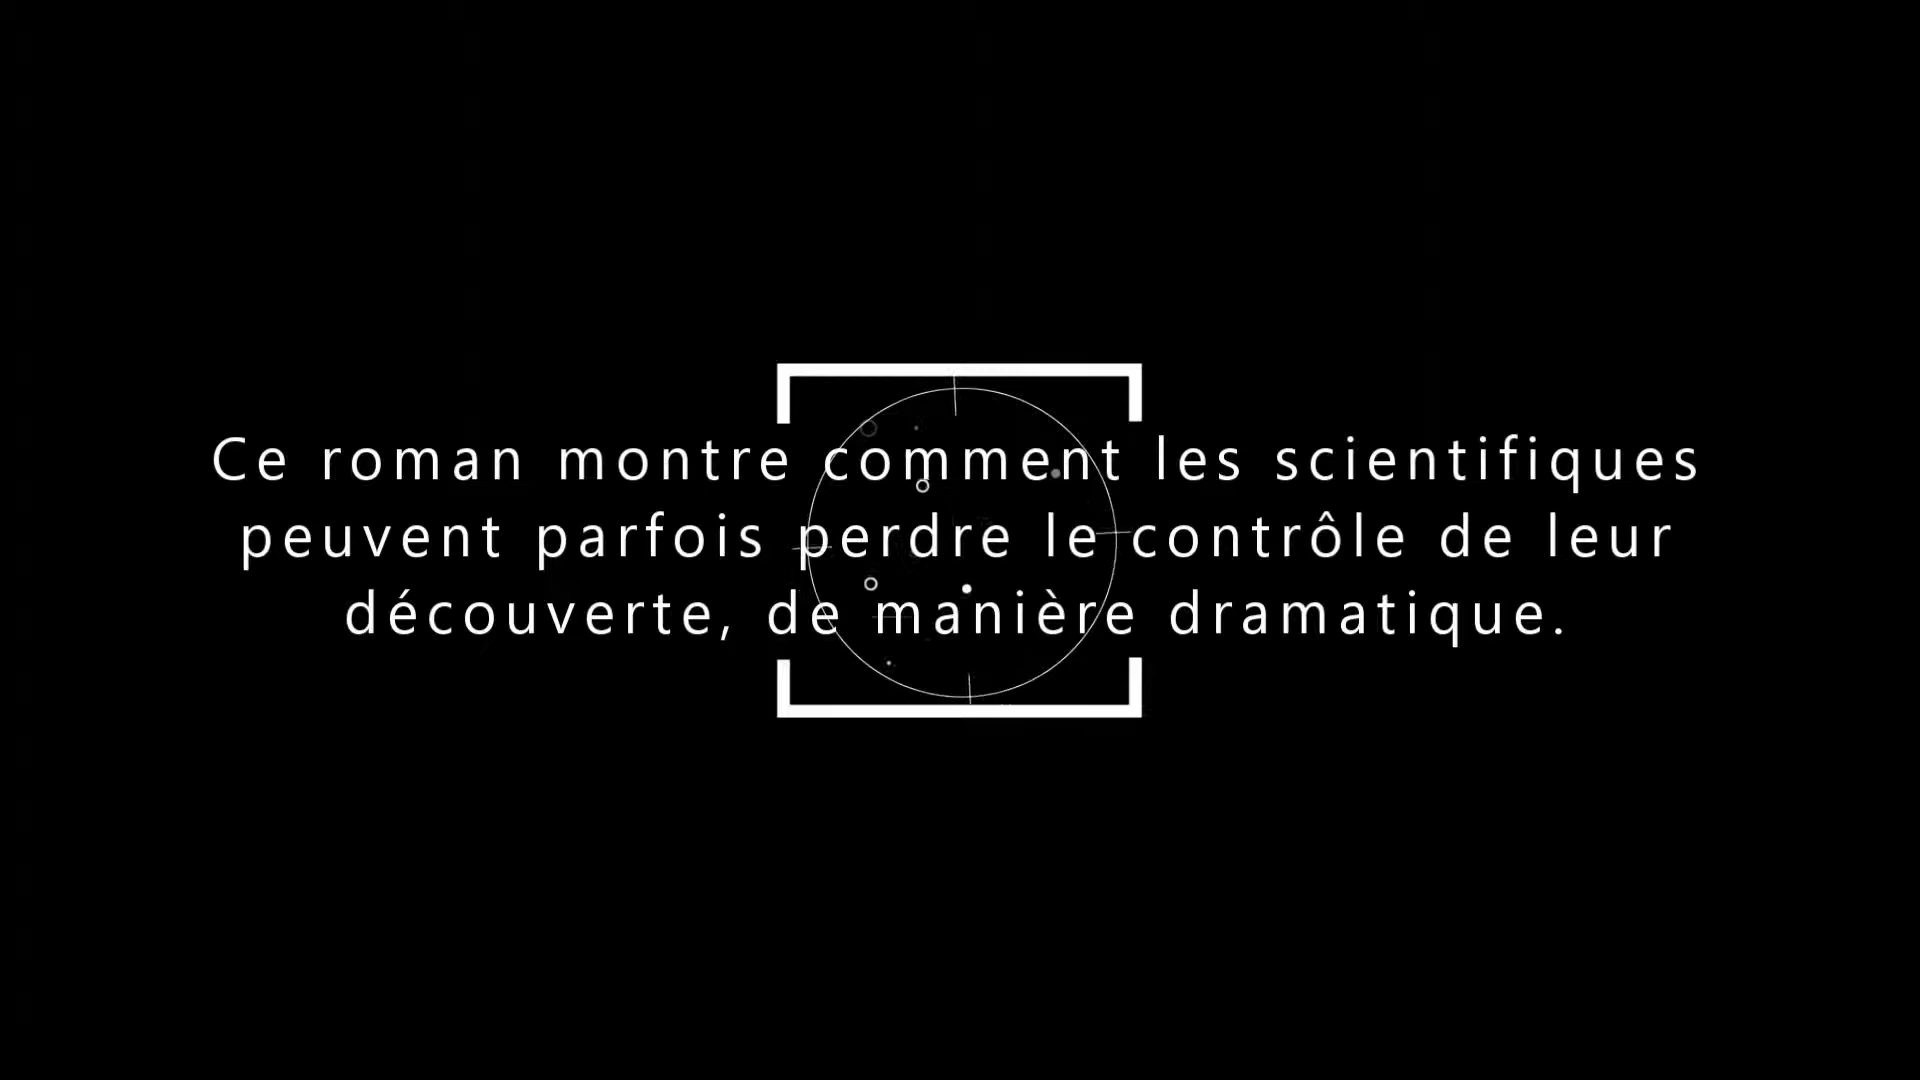 Ce roman montre comment les scientifiques
peuvent parfois perdre le contrôle de leur
découverte, de manière dramatique.